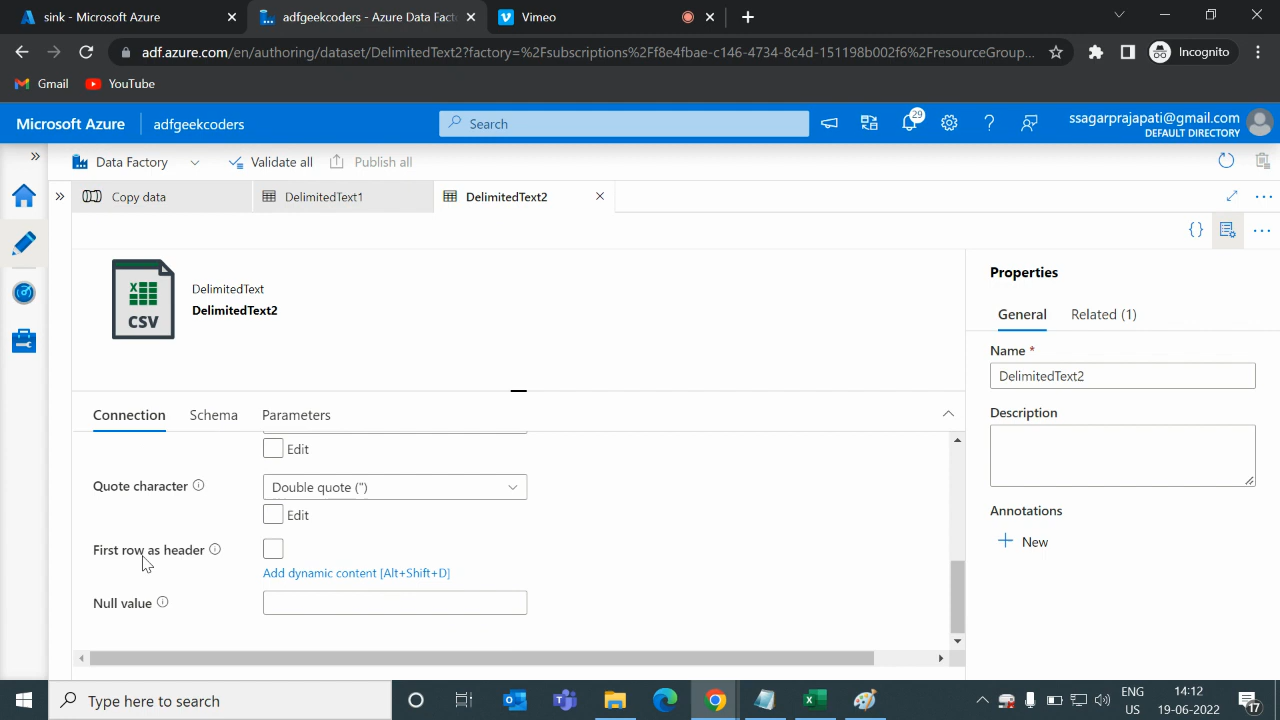 sink - Microsoft Azure
adfgeekcoders - Azure Data Fact
Vimeo
adf.azure.com/en/authoring/dataset/DelimitedText2?factory=%2Fsubscriptions%2Ff8e4fbae-c146-4734-8c4d-151198b002f6%2FresourceGroup...
Incognito
Gmail
YouTube
Microsoft Azure
adfgeekcoders
Search
29
ssagarprajapati@gmail.com
DEFAULT DIRECTORY
Data Factory
Validate all
Publish all
Copy data
DelimitedText1
DelimitedText2
{}
CSV
DelimitedText
DelimitedText2
Properties
General
Related (1)
Name *
DelimitedText2
Description
Annotations
New
Connection
Schema
Parameters
Edit
Quote character
Double quote (")
Edit
First row as header
Add dynamic content [Alt+Shift+D]
Null value
Type here to search
ENG
US
14:12
19-06-2022
17